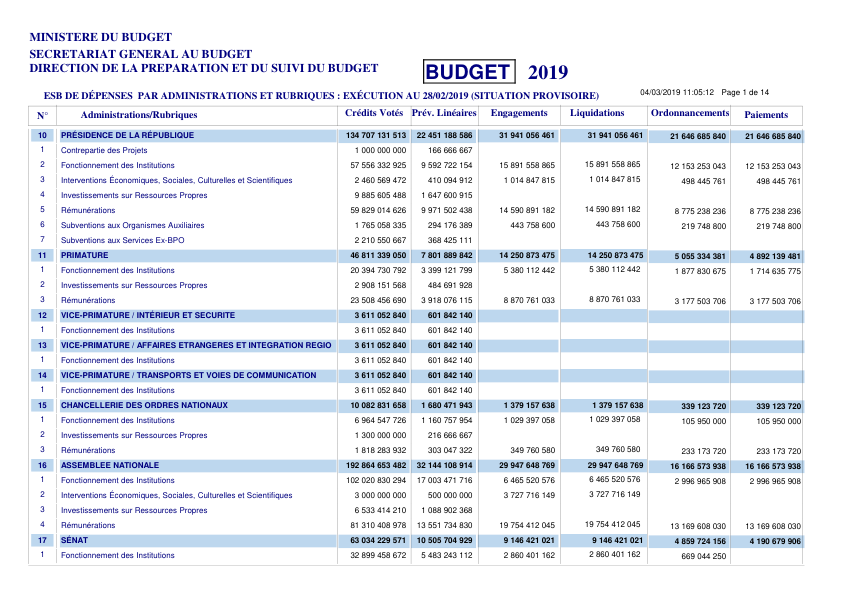 MINISTERE DU BUDGET
SECRETARIAT GENERAL AU BUDGET
DIRECTION DE LA PREPARATION ET DU SUIVI DU BUDGET
BUDGET 2019
ESB DE DÉPENSES PAR ADMINISTRATIONS ET RUBRIQUES : EXÉCUTION AU 28/02/2019 (SITUATION PROVISOIRE)
04/03/2019 11:05:12 Page 1 de 14
N° Administrations/Rubriques Crédits Votés Prév. Linéaires Engagements Liquidations Ordonnancements Paiements
10 PRÉSIDENCE DE LA RÉPUBLIQUE 134 707 131 513 22 451 188 586 31 941 056 461 31 941 056 461 21 646 685 840 21 646 685 840
1 Contrepartie des Projets 1 000 000 000 166 666 667
2 Fonctionnement des Institutions 57 556 332 925 9 592 722 154 15 891 558 865 15 891 558 865 12 153 253 043 12 153 253 043
3 Interventions Économiques, Sociales, Culturelles et Scientifiques 2 460 569 472 410 094 912 1 014 847 815 1 014 847 815 498 445 761 498 445 761
4 Investissements sur Ressources Propres 9 885 605 488 1 647 600 915
5 Rémunérations 59 829 014 626 9 971 502 438 14 590 891 182 14 590 891 182 8 775 238 236 8 775 238 236
6 Subventions aux Organismes Auxiliaires 1 765 058 335 294 176 389 443 758 600 443 758 600 219 748 800 219 748 800
7 Subventions aux Services Ex-BPO 2 210 550 667 368 425 111
11 PRIMATURE 46 811 339 050 7 801 889 842 14 250 873 475 14 250 873 475 5 055 334 381 4 892 139 481
1 Fonctionnement des Institutions 20 394 730 792 3 399 121 799 5 380 112 442 5 380 112 442 1 877 830 675 1 714 635 775
2 Investissements sur Ressources Propres 2 908 151 568 484 691 928
3 Rémunérations 23 508 456 690 3 918 076 115 8 870 761 033 8 870 761 033 3 177 503 706 3 177 503 706
12 VICE-PRIMATURE / INTÉRIEUR ET SECURITE 3 611 052 840 601 842 140
1 Fonctionnement des Institutions 3 611 052 840 601 842 140
13 VICE-PRIMATURE / AFFAIRES ETRANGERES ET INTEGRATION REGIO 3 611 052 840 601 842 140
1 Fonctionnement des Institutions 3 611 052 840 601 842 140
14 VICE-PRIMATURE / TRANSPORTS ET VOIES DE COMMUNICATION 3 611 052 840 601 842 140
1 Fonctionnement des Institutions 3 611 052 840 601 842 140
15 CHANCELLERIE DES ORDRES NATIONAUX 10 082 831 658 1 680 471 943 1 379 157 638 1 379 157 638 339 123 720 339 123 720
1 Fonctionnement des Institutions 6 964 547 726 1 160 757 954 1 029 397 058 1 029 397 058 105 950 000 105 950 000
2 Investissements sur Ressources Propres 1 300 000 000 216 666 667
3 Rémunérations 1 818 283 932 303 047 322 349 760 580 349 760 580 233 173 720 233 173 720
16 ASSEMBLEE NATIONALE 192 864 653 482 32 144 108 914 29 947 648 769 29 947 648 769 16 166 573 938 16 166 573 938
1 Fonctionnement des Institutions 102 020 830 294 17 003 471 716 6 465 520 576 6 465 520 576 2 996 965 908 2 996 965 908
2 Interventions Économiques, Sociales, Culturelles et Scientifiques 3 000 000 000 500 000 000 3 727 716 149 3 727 716 149
3 Investissements sur Ressources Propres 6 533 414 210 1 088 902 368
4 Rémunérations 81 310 408 978 13 551 734 830 19 754 412 045 19 754 412 045 13 169 608 030 13 169 608 030
17 SÉNAT 63 034 229 571 10 505 704 929 9 146 421 021 9 146 421 021 4 859 724 156 4 190 679 906
1 Fonctionnement des Institutions 32 899 458 672 5 483 243 112 2 860 401 162 2 860 401 162 669 044 250